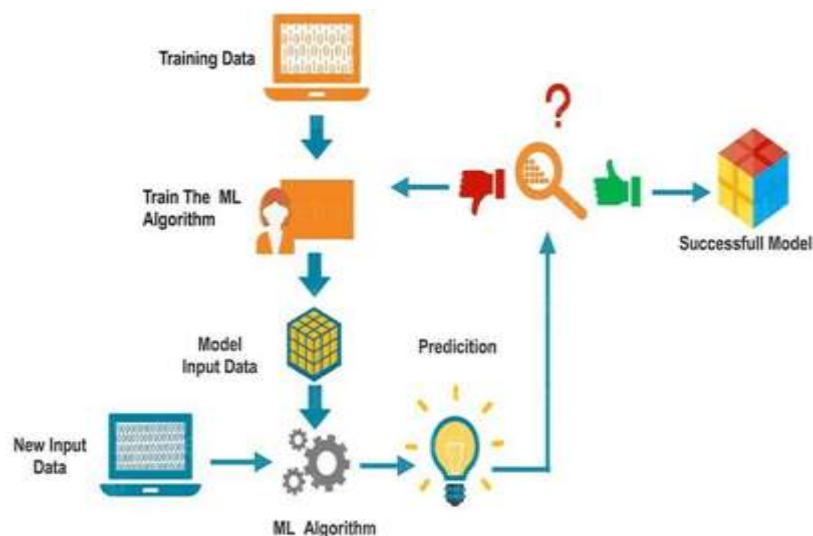 Training Data
?
Train The ML
Algorithm
Successfull Model
Model
Input Data
Predicition
New Input
Data
ML Algorithm